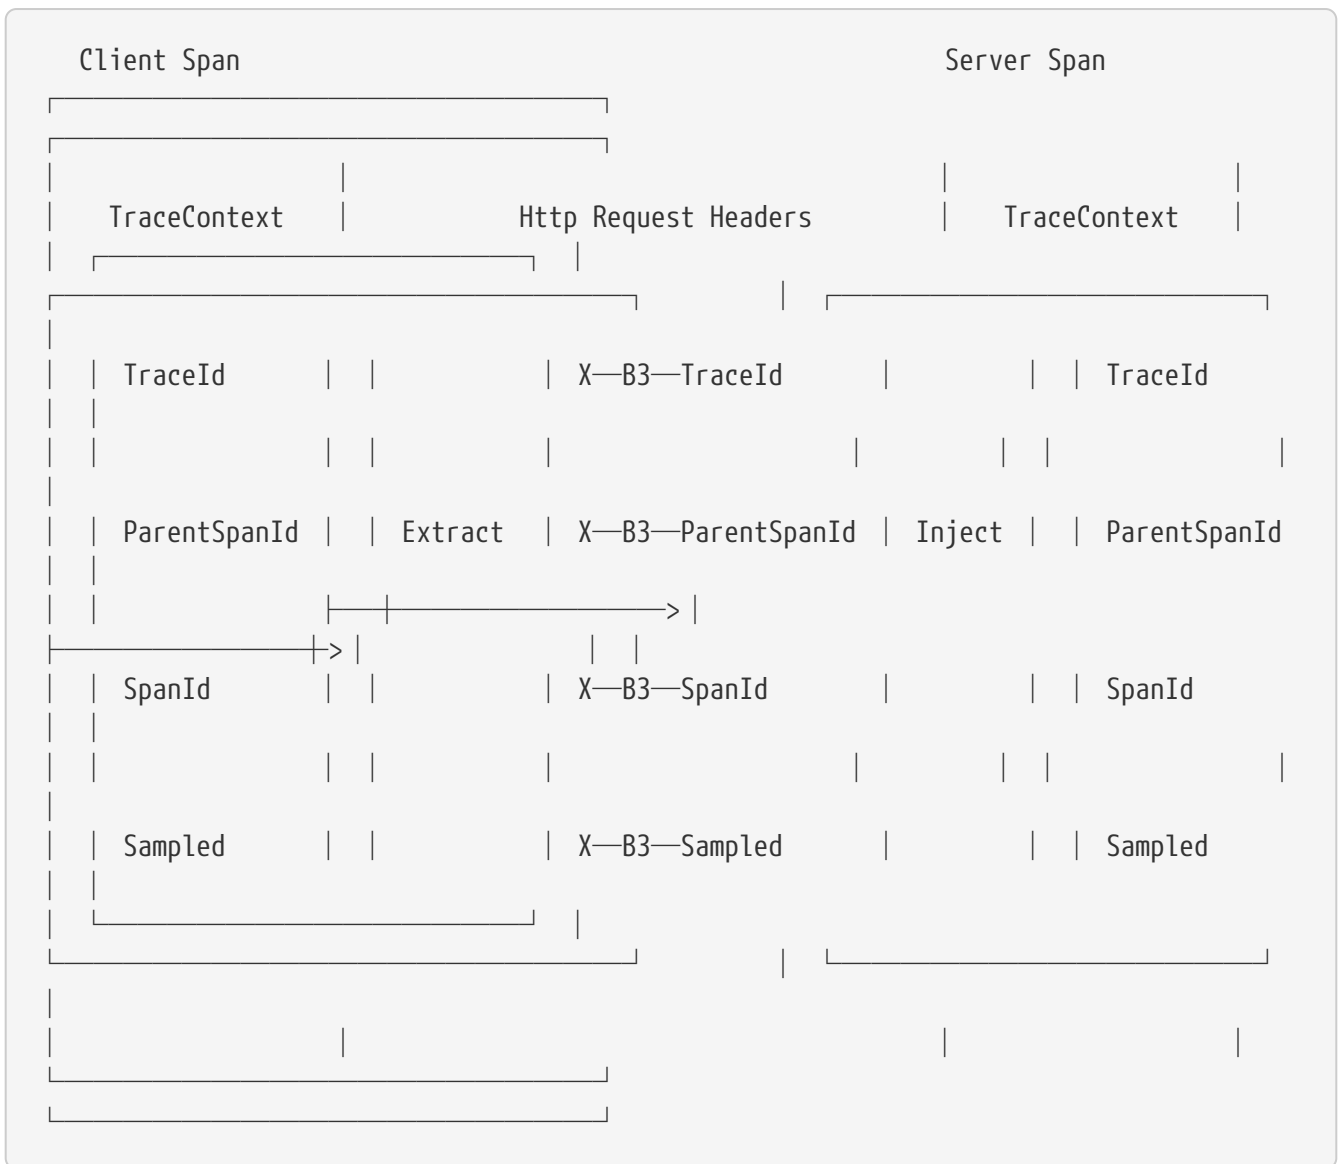 Client Span Server Span
TraceContext Http Request Headers TraceContext
TraceId X─B3─TraceId TraceId
ParentSpanId Extract X─B3─ParentSpanId Inject ParentSpanId
SpanId X─B3─SpanId SpanId
Sampled X─B3─Sampled Sampled